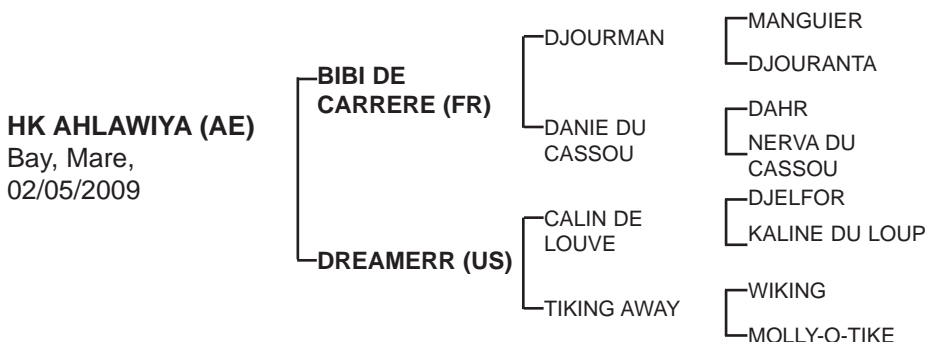 HK AHLAWIYA (AE)
Bay, Mare,
02/05/2009
BIBI DE
CARRERE (FR)
DREAMERR (US)
DJOURMAN
DANIE DU
CASSOU
CALIN DE
LOUVE
TIKING AWAY
MANGUIER
DJOURANTA
DAHR
NERVA DU
CASSOU
DJELFOR
KALINE DU LOUP
WIKING
MOLLY-O-TIKE